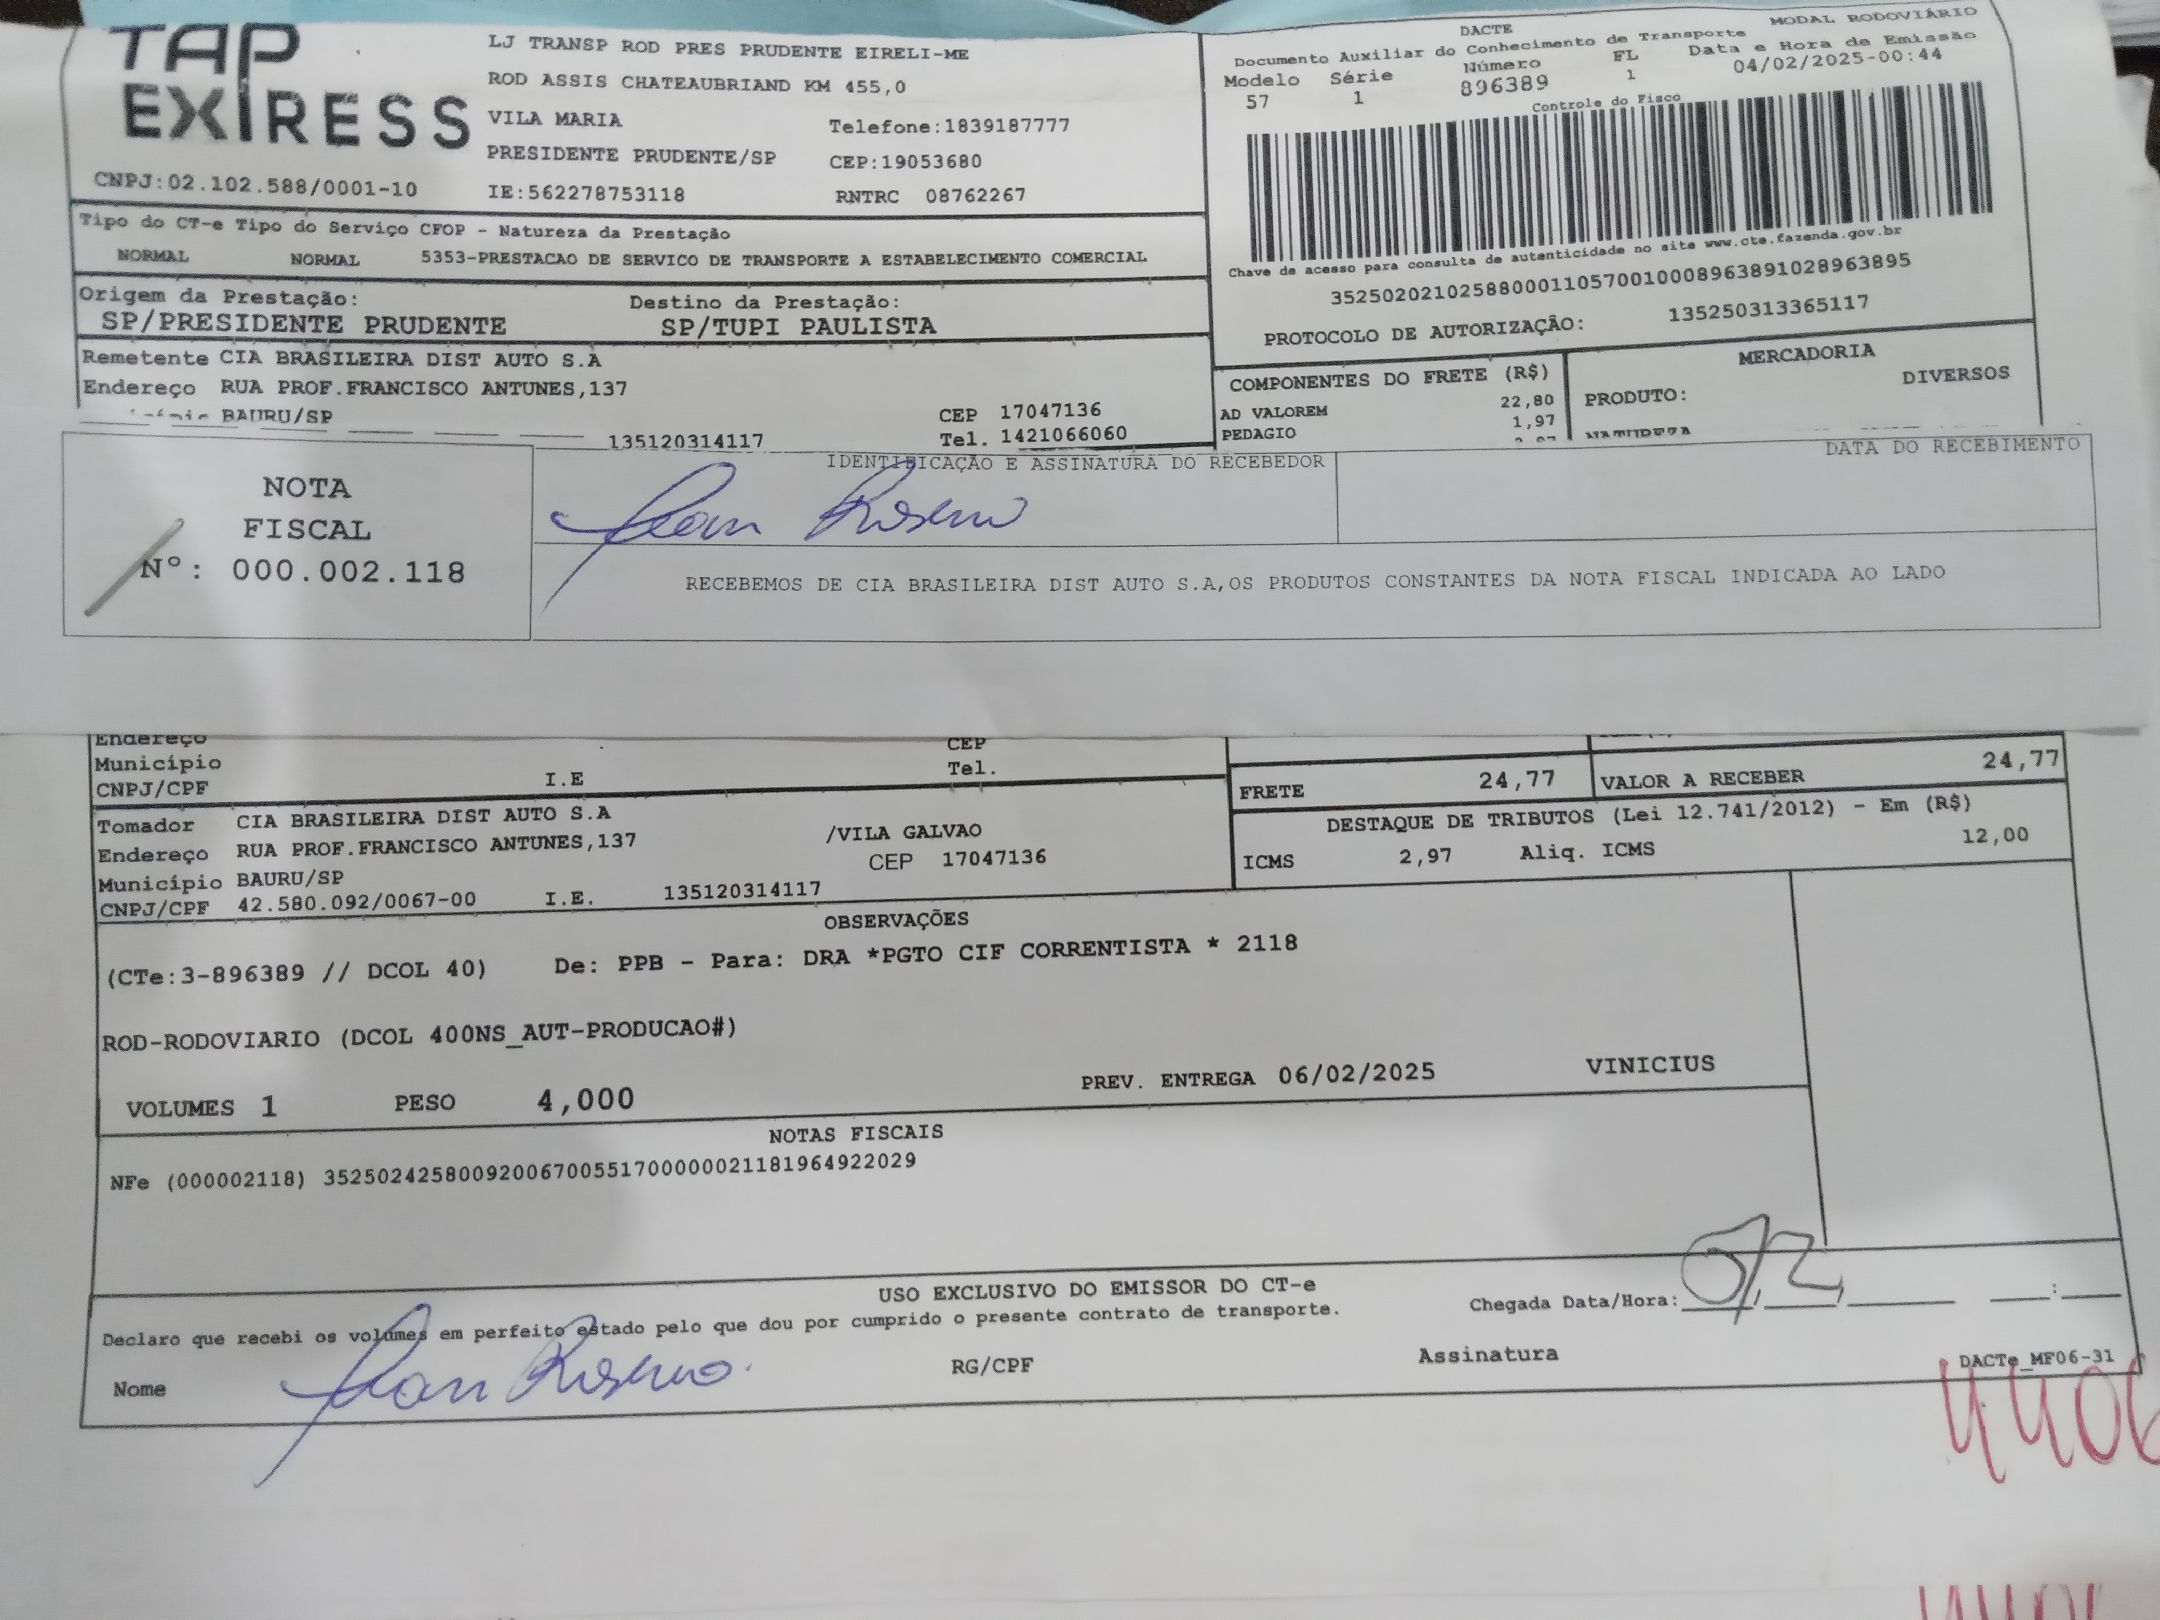 TAP EXPRESS
CNPJ:02.102.588/0001-10
LJ TRANSP ROD PRES PRUDENTE EIRELI-ME
ROD ASSIS CHATEAUBRIAND KM 455,0
VILA MARIA Telefone:1839187777
PRESIDENTE PRUDENTE/SP CEP:19053680
IE:562278753118 RNTRC 08762267
DACTE MODAL RODOVIÁRIO
Documento Auxiliar do Conhecimento de Transporte
Modelo Série Número FL Data e Hora de Emissão
57 1 896389 1 04/02/2025-00:44
Controle do Fisco
Chave de acesso para consulta de autenticidade no site www.cte.fazenda.gov.br
35250202102588000110570010008963891028963895
PROTOCOLO DE AUTORIZAÇÃO: 135250313365117
Tipo do CT-e Tipo do Serviço CFOP - Natureza da Prestação
NORMAL NORMAL 5353-PRESTACAO DE SERVICO DE TRANSPORTE A ESTABELECIMENTO COMERCIAL
Origem da Prestação: Destino da Prestação:
SP/PRESIDENTE PRUDENTE SP/TUPI PAULISTA
Remetente CIA BRASILEIRA DIST AUTO S.A
Endereço RUA PROF.FRANCISCO ANTUNES,137
BAURU/SP CEP 17047136
135120314117 Tel. 1421066060
COMPONENTES DO FRETE (R$) MERCADORIA
AD VALOREM 22,80 PRODUTO: DIVERSOS
PEDAGIO 1,97
NOTA
FISCAL
Nº: 000.002.118
IDENTIFICAÇÃO E ASSINATURA DO RECEBEDOR DATA DO RECEBIMENTO
RECEBEMOS DE CIA BRASILEIRA DIST AUTO S.A,OS PRODUTOS CONSTANTES DA NOTA FISCAL INDICADA AO LADO
Endereço CEP
Município Tel.
CNPJ/CPF I.E
FRETE 24,77 VALOR A RECEBER 24,77
Tomador CIA BRASILEIRA DIST AUTO S.A
Endereço RUA PROF.FRANCISCO ANTUNES,137 /VILA GALVAO
Município BAURU/SP CEP 17047136
CNPJ/CPF 42.580.092/0067-00 I.E. 135120314117
DESTAQUE DE TRIBUTOS (Lei 12.741/2012) - Em (R$)
ICMS 2,97 Aliq. ICMS 12,00
OBSERVAÇÕES
(CTe:3-896389 // DCOL 40) De: PPB - Para: DRA *PGTO CIF CORRENTISTA * 2118
ROD-RODOVIARIO (DCOL 400NS_AUT-PRODUCAO#)
VOLUMES 1 PESO 4,000 PREV. ENTREGA 06/02/2025 VINICIUS
NOTAS FISCAIS
NFe (000002118) 35250242580092006700551700000021181964922029
USO EXCLUSIVO DO EMISSOR DO CT-e
Declaro que recebi os volumes em perfeito estado pelo que dou por cumprido o presente contrato de transporte.
Chegada Data/Hora:
Nome RG/CPF Assinatura DACTe_MF06-31